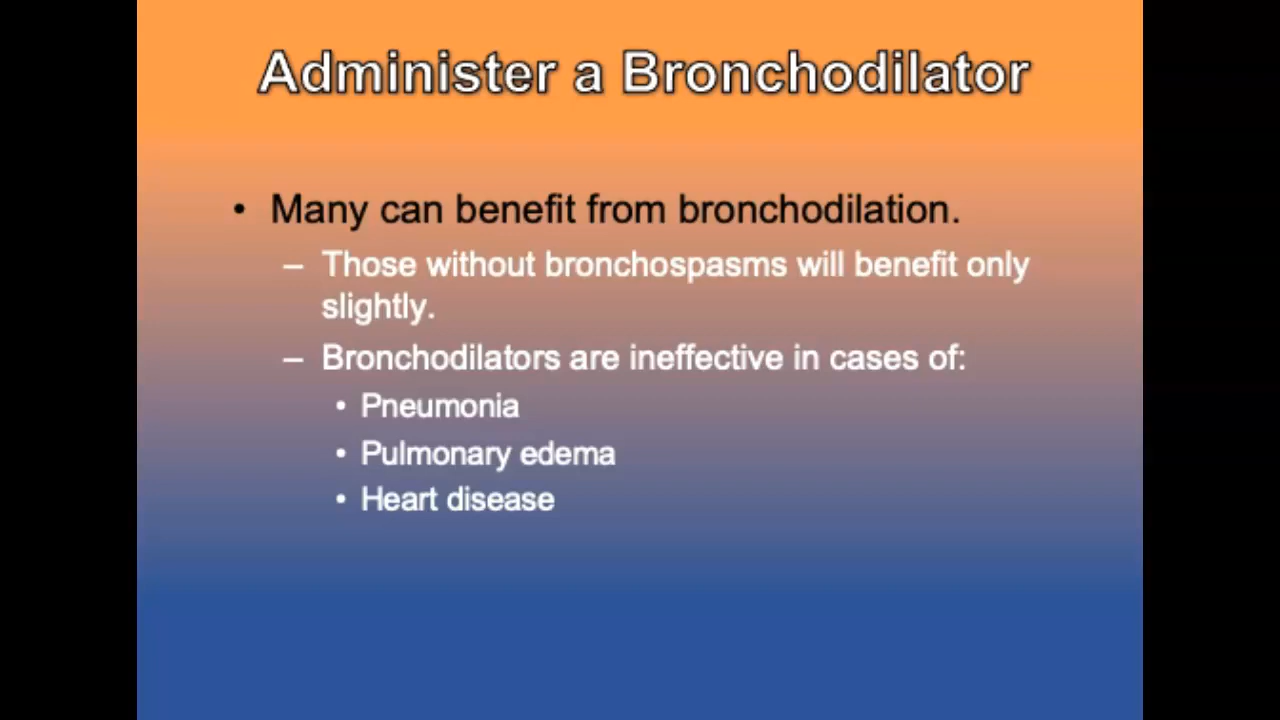 Administer a Bronchodilator
• Many can benefit from bronchodilation.
– Those without bronchospasms will benefit only
slightly.
– Bronchodilators are ineffective in cases of:
• Pneumonia
• Pulmonary edema
• Heart disease